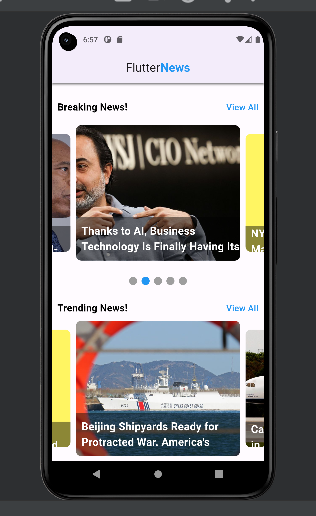 6:57
FlutterNews
Breaking News!
View All
WSJ | CIO Network
Thanks to AI, Business
Technology Is Finally Having Its
NY
Ma
View All
Trending News!
Beijing Shipyards Ready for
Protracted War. America's
d
Ca
in